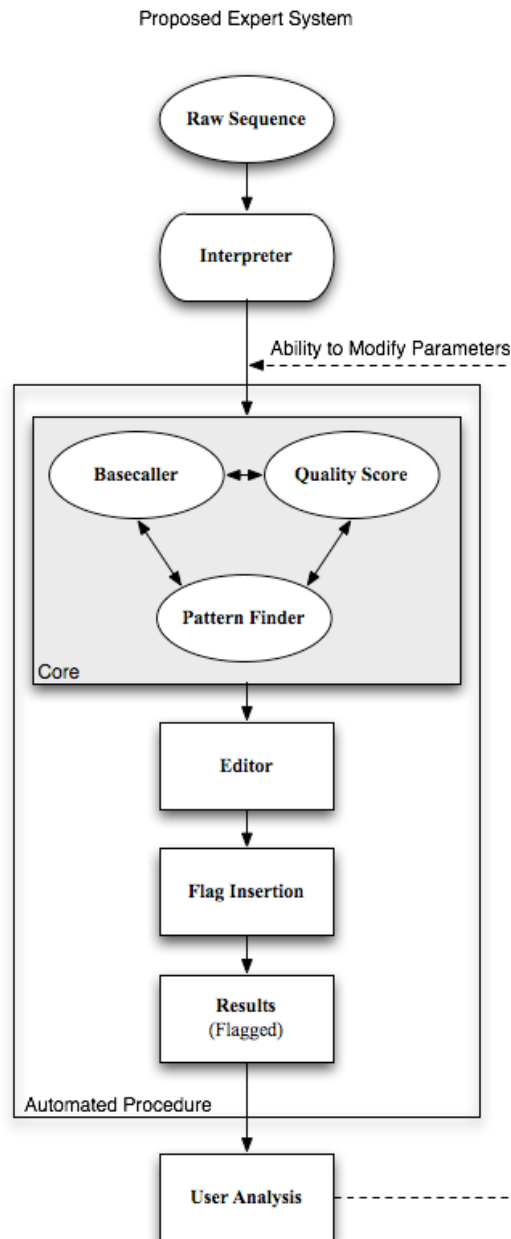 Proposed Expert System
Raw Sequence
Interpreter
Ability to Modify Parameters
Basecaller
Quality Score
Pattern Finder
Core
Editor
Flag Insertion
Results
(Flagged)
Automated Procedure
User Analysis